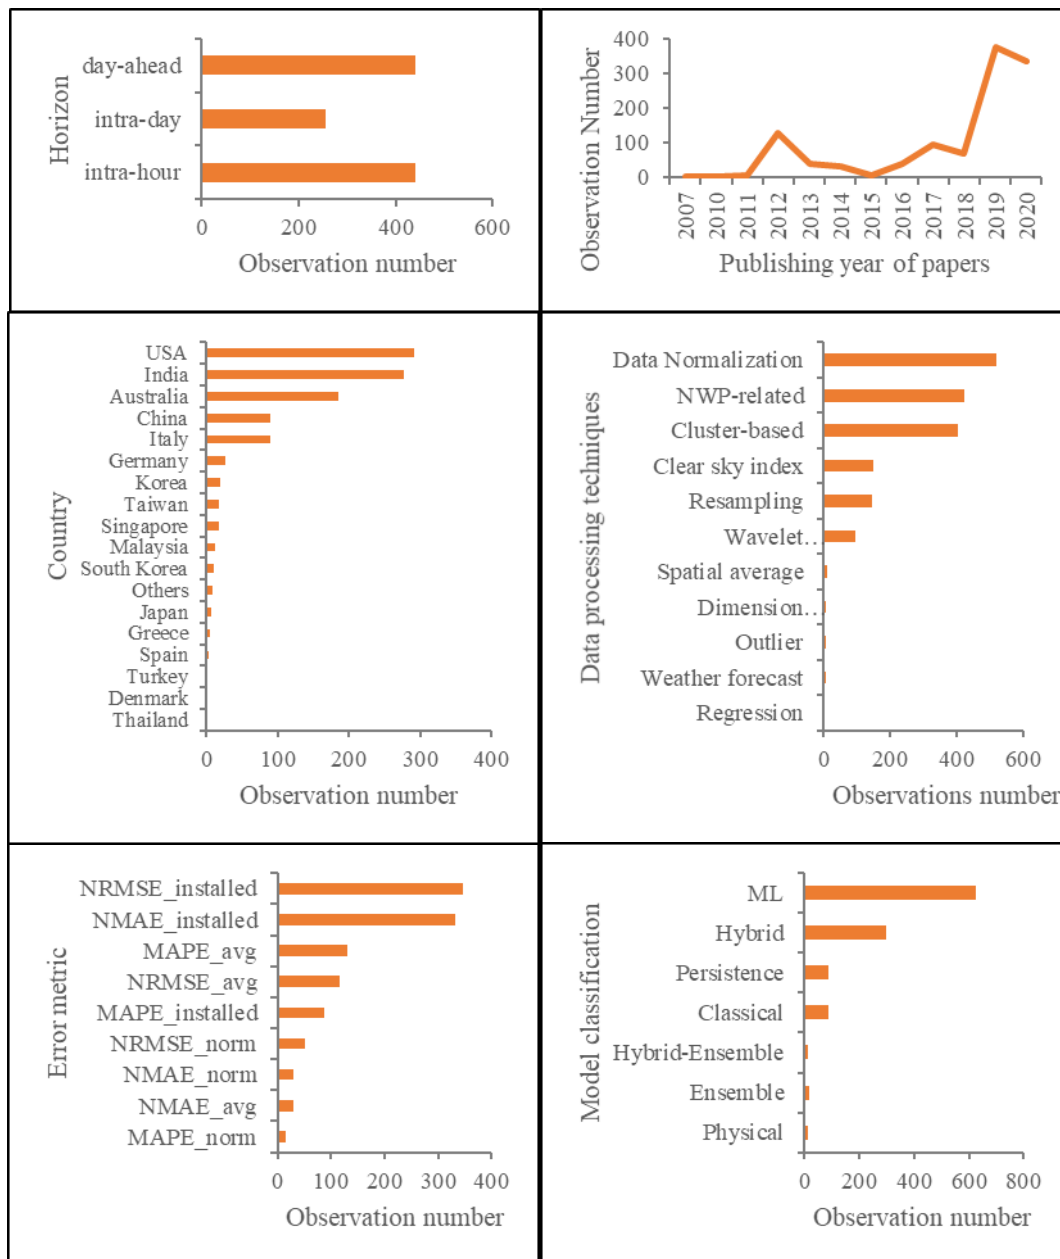 Horizon
day-ahead
intra-day
intra-hour
0 200 400 600
Observation number
Observation Number
400
300
200
100
0
2007 2010 2011 2012 2013 2014 2015 2016 2017 2018 2019 2020
Publishing year of papers
Country
USA
India
Australia
China
Italy
Germany
Korea
Taiwan
Singapore
Malaysia
South Korea
Others
Japan
Greece
Spain
Turkey
Denmark
Thailand
0 100 200 300 400
Observation number
Data processing techniques
Data Normalization
NWP-related
Cluster-based
Clear sky index
Resampling
Wavelet…
Spatial average
Dimension…
Outlier
Weather forecast
Regression
0 200 400 600
Observations number
Error metric
NRMSE_installed
NMAE_installed
MAPE_avg
NRMSE_avg
MAPE_installed
NRMSE_norm
NMAE_norm
NMAE_avg
MAPE_norm
0 100 200 300 400
Observation number
Model classification
ML
Hybrid
Persistence
Classical
Hybrid-Ensemble
Ensemble
Physical
0 200 400 600 800
Observation number